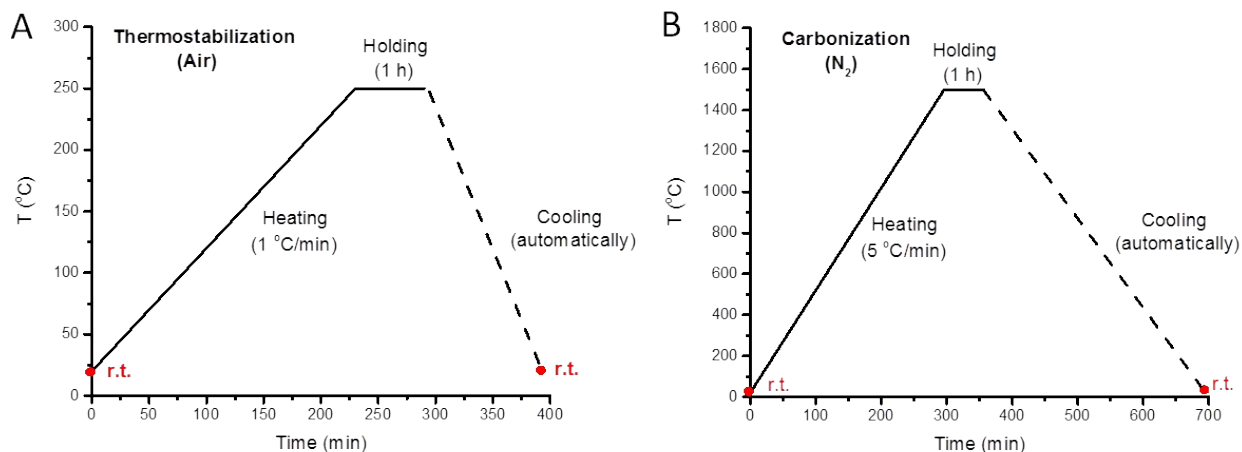 A
Thermostabilization
(Air)
Holding
(1 h)
Heating
(1 °C/min)
Cooling
(automatically)
r.t.
r.t.
T (°C)
300
250
200
150
100
50
0
0 50 100 150 200 250 300 350 400
Time (min)
B
Carbonization
(N₂)
Holding
(1 h)
Heating
(5 °C/min)
Cooling
(automatically)
r.t.
r.t.
T (°C)
1800
1600
1400
1200
1000
800
600
400
200
0
0 100 200 300 400 500 600 700
Time (min)